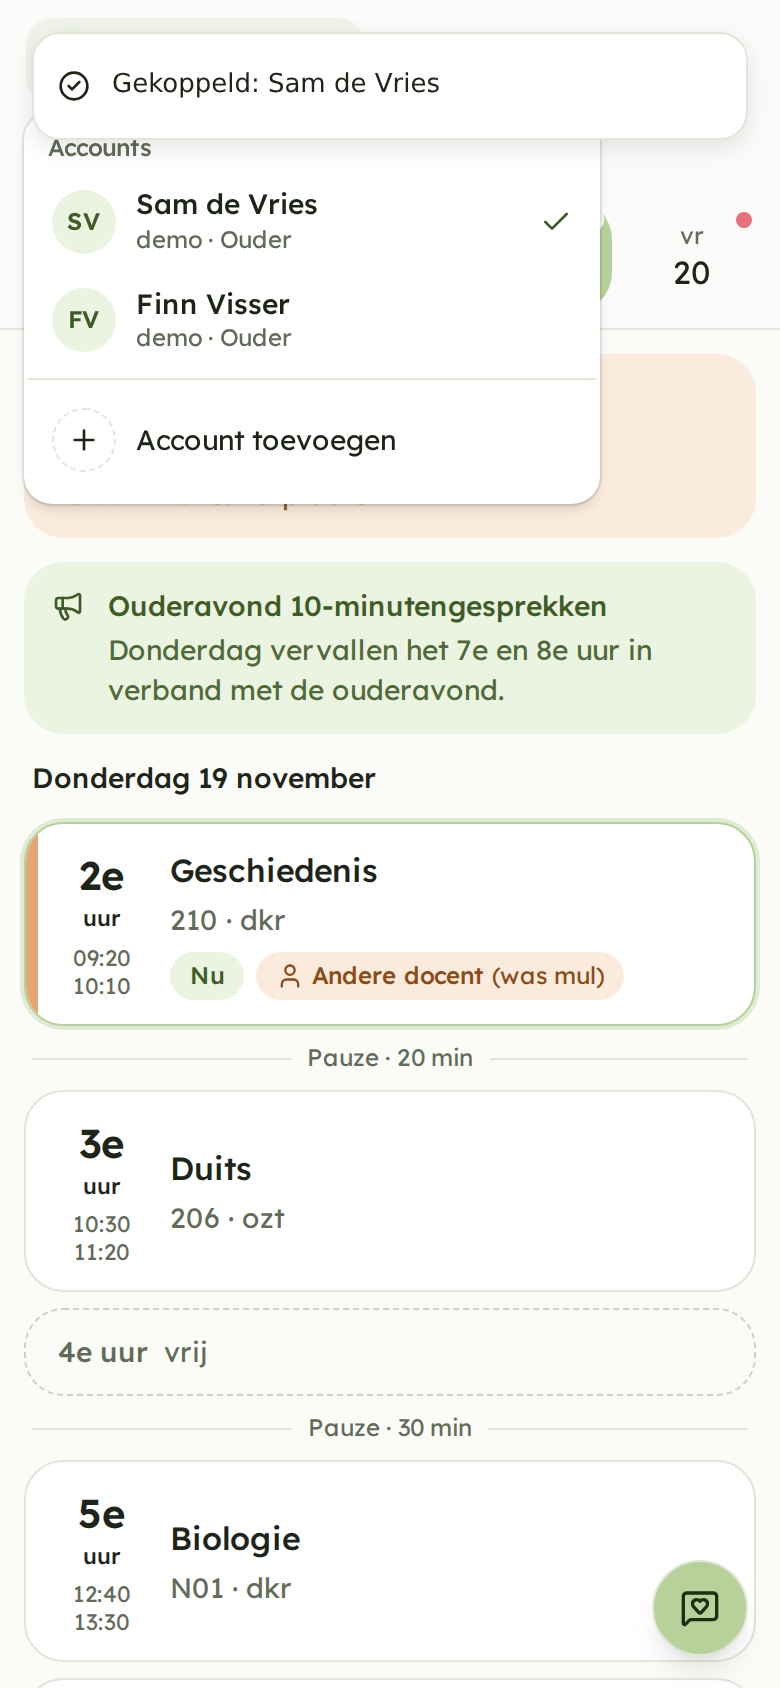 Gekoppeld: Sam de Vries
Accounts
SV
Sam de Vries
demo · Ouder
FV
Finn Visser
demo · Ouder
Account toevoegen
vr
20
Ouderavond 10-minutengesprekken
Donderdag vervallen het 7e en 8e uur in
verband met de ouderavond.
Donderdag 19 november
2e
uur
09:20
10:10
Geschiedenis
210 · dkr
Nu
Andere docent (was mul)
Pauze · 20 min
3e
uur
10:30
11:20
Duits
206 · ozt
4e uur vrij
Pauze · 30 min
5e
uur
12:40
13:30
Biologie
N01 · dkr